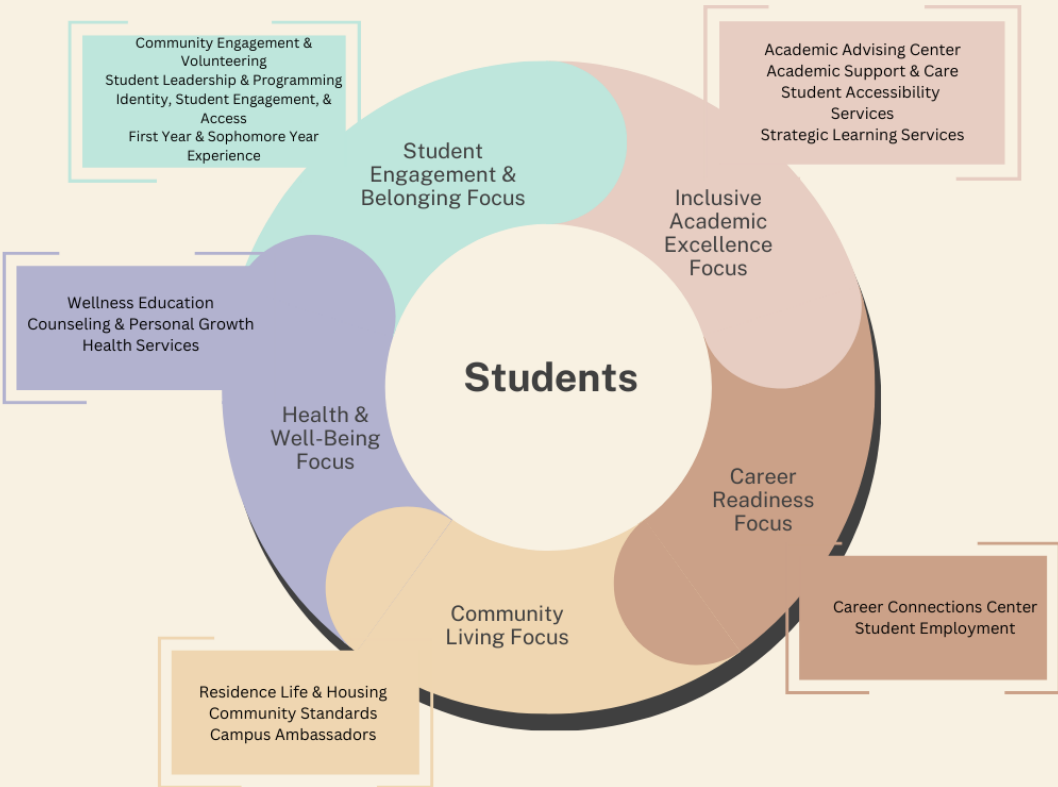 Community Engagement &
Volunteering
Student Leadership & Programming
Identity, Student Engagement, &
Access
First Year & Sophomore Year
Experience
Academic Advising Center
Academic Support & Care
Student Accessibility
Services
Strategic Learning Services
Student
Engagement &
Belonging Focus
Inclusive
Academic
Excellence
Focus
Wellness Education
Counseling & Personal Growth
Health Services
Students
Health &
Well-Being
Focus
Career
Readiness
Focus
Community
Living Focus
Career Connections Center
Student Employment
Residence Life & Housing
Community Standards
Campus Ambassadors